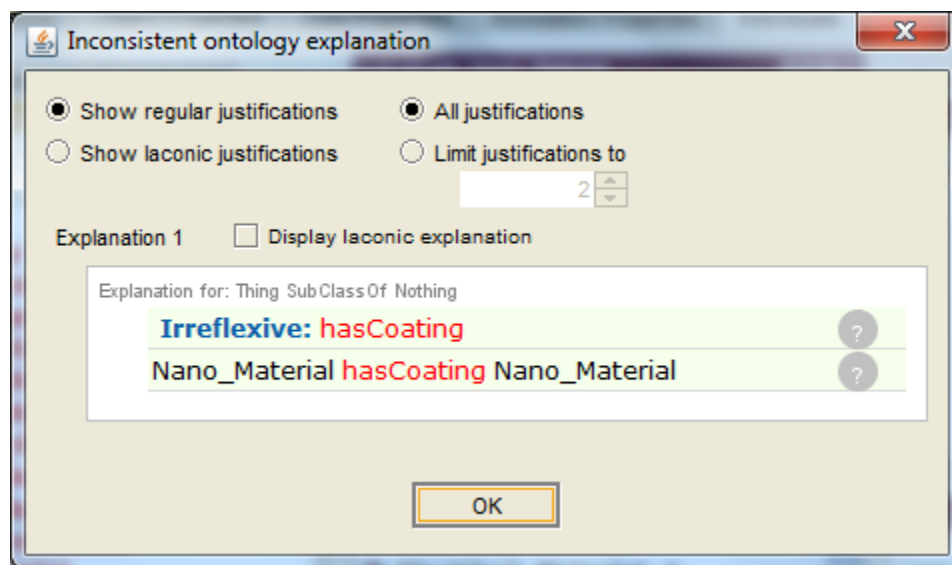 Inconsistent ontology explanation
x
Show regular justifications All justifications
Show laconic justifications Limit justifications to
2
Explanation 1 Display laconic explanation
Explanation for: Thing SubClassOf Nothing
Irreflexive: hasCoating ?
Nano_Material hasCoating Nano_Material ?
OK